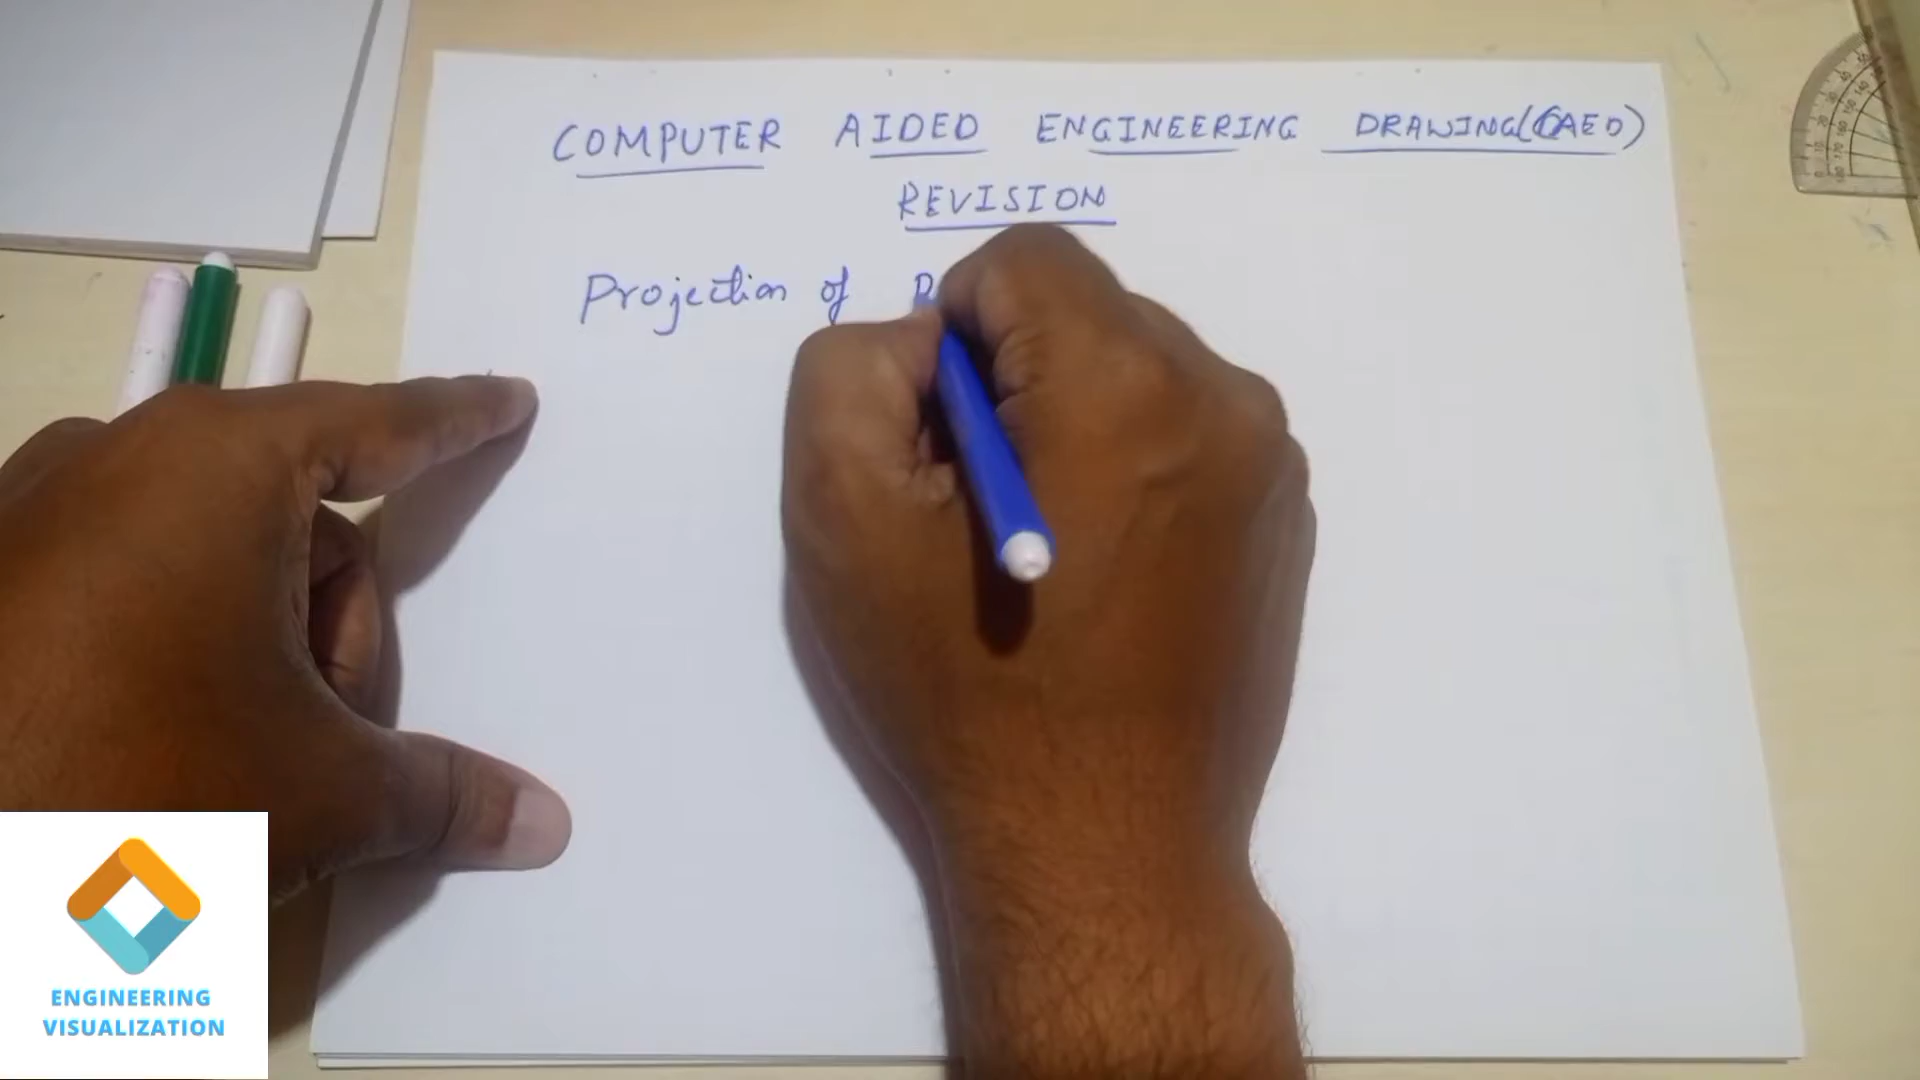 COMPUTER AIDED ENGINEERING DRAWING(CAED)
REVISION
Projection of
ENGINEERING
VISUALIZATION